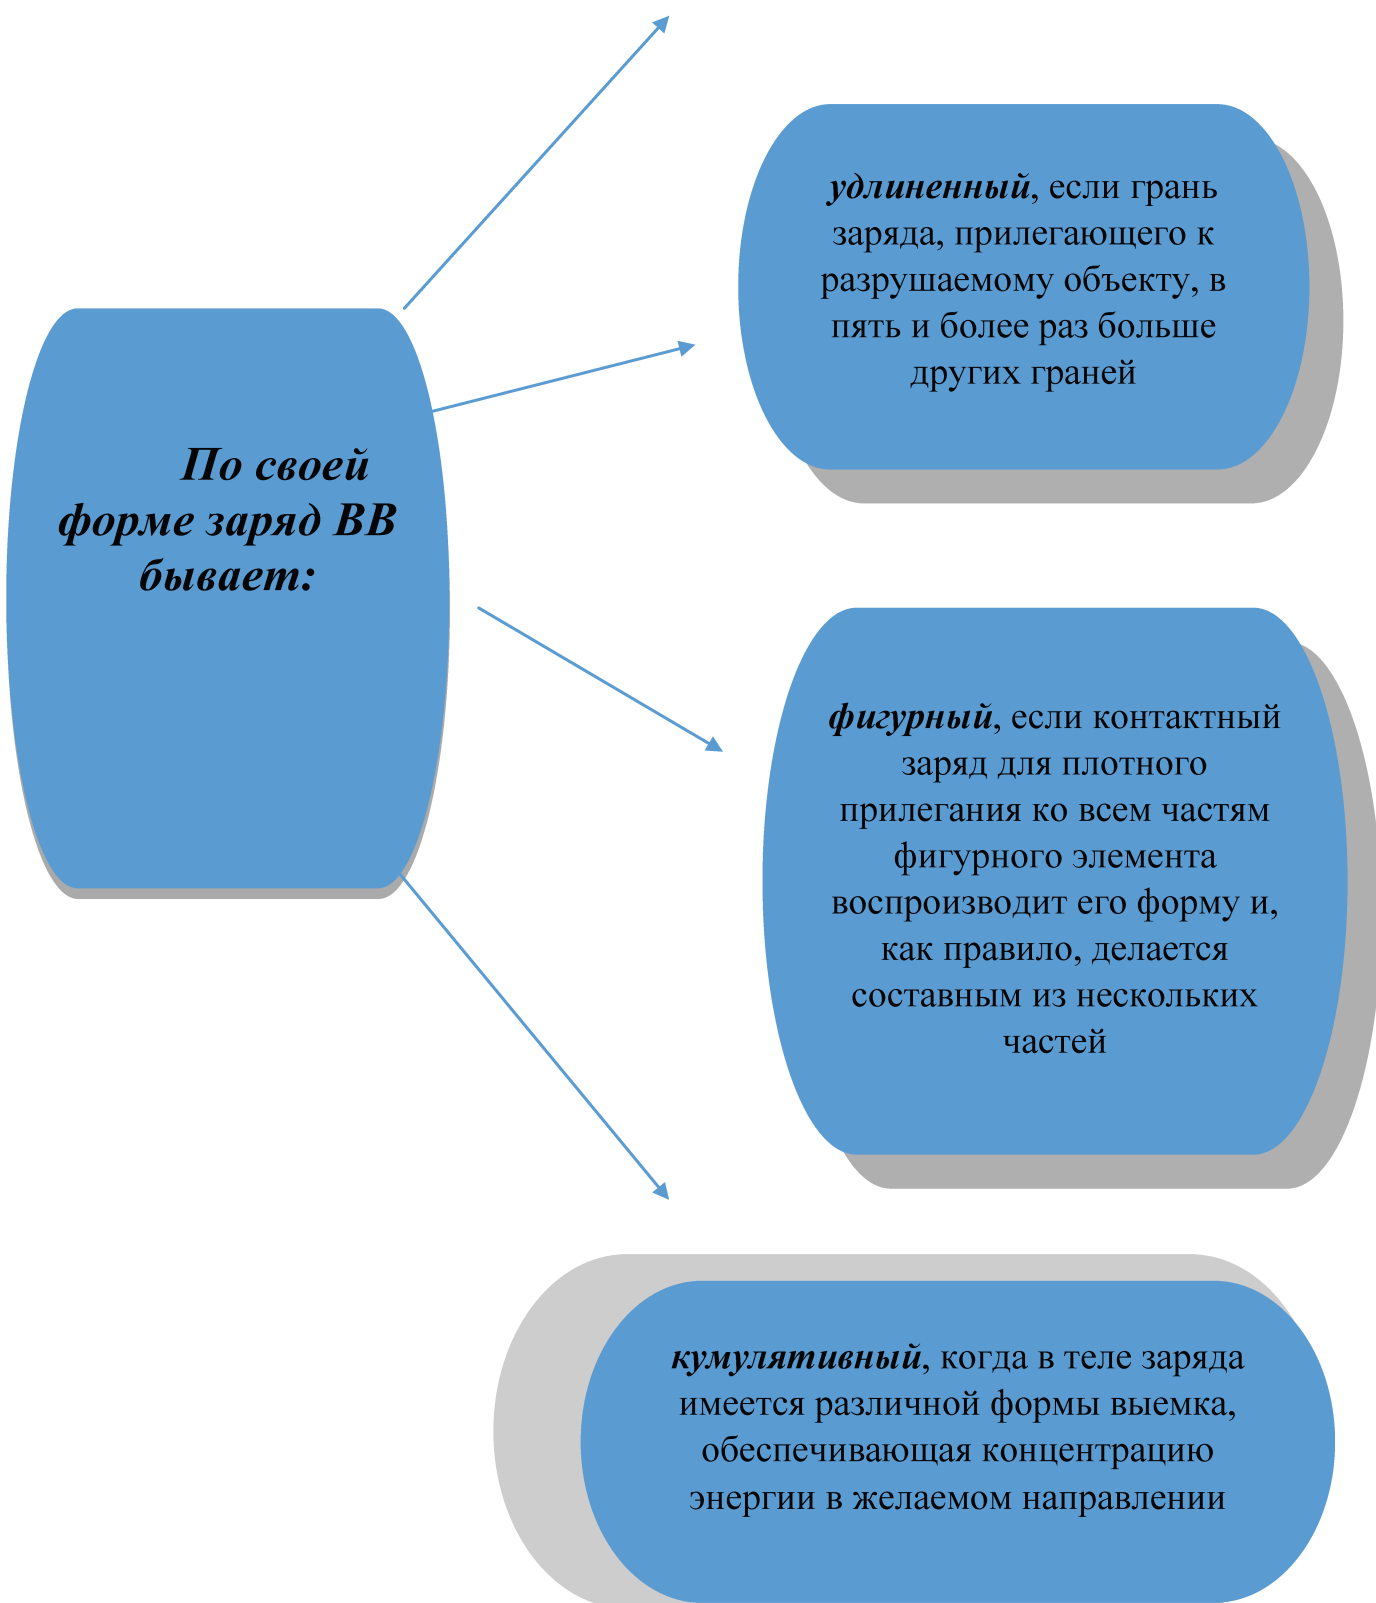 По своей
форме заряд ВВ
бывает:
удлиненный, если грань
заряда, прилегающего к
разрушаемому объекту, в
пять и более раз больше
других граней
фигурный, если контактный
заряд для плотного
прилегания ко всем частям
фигурного элемента
воспроизводит его форму и,
как правило, делается
составным из нескольких
частей
кумулятивный, когда в теле заряда
имеется различной формы выемка,
обеспечивающая концентрацию
энергии в желаемом направлении